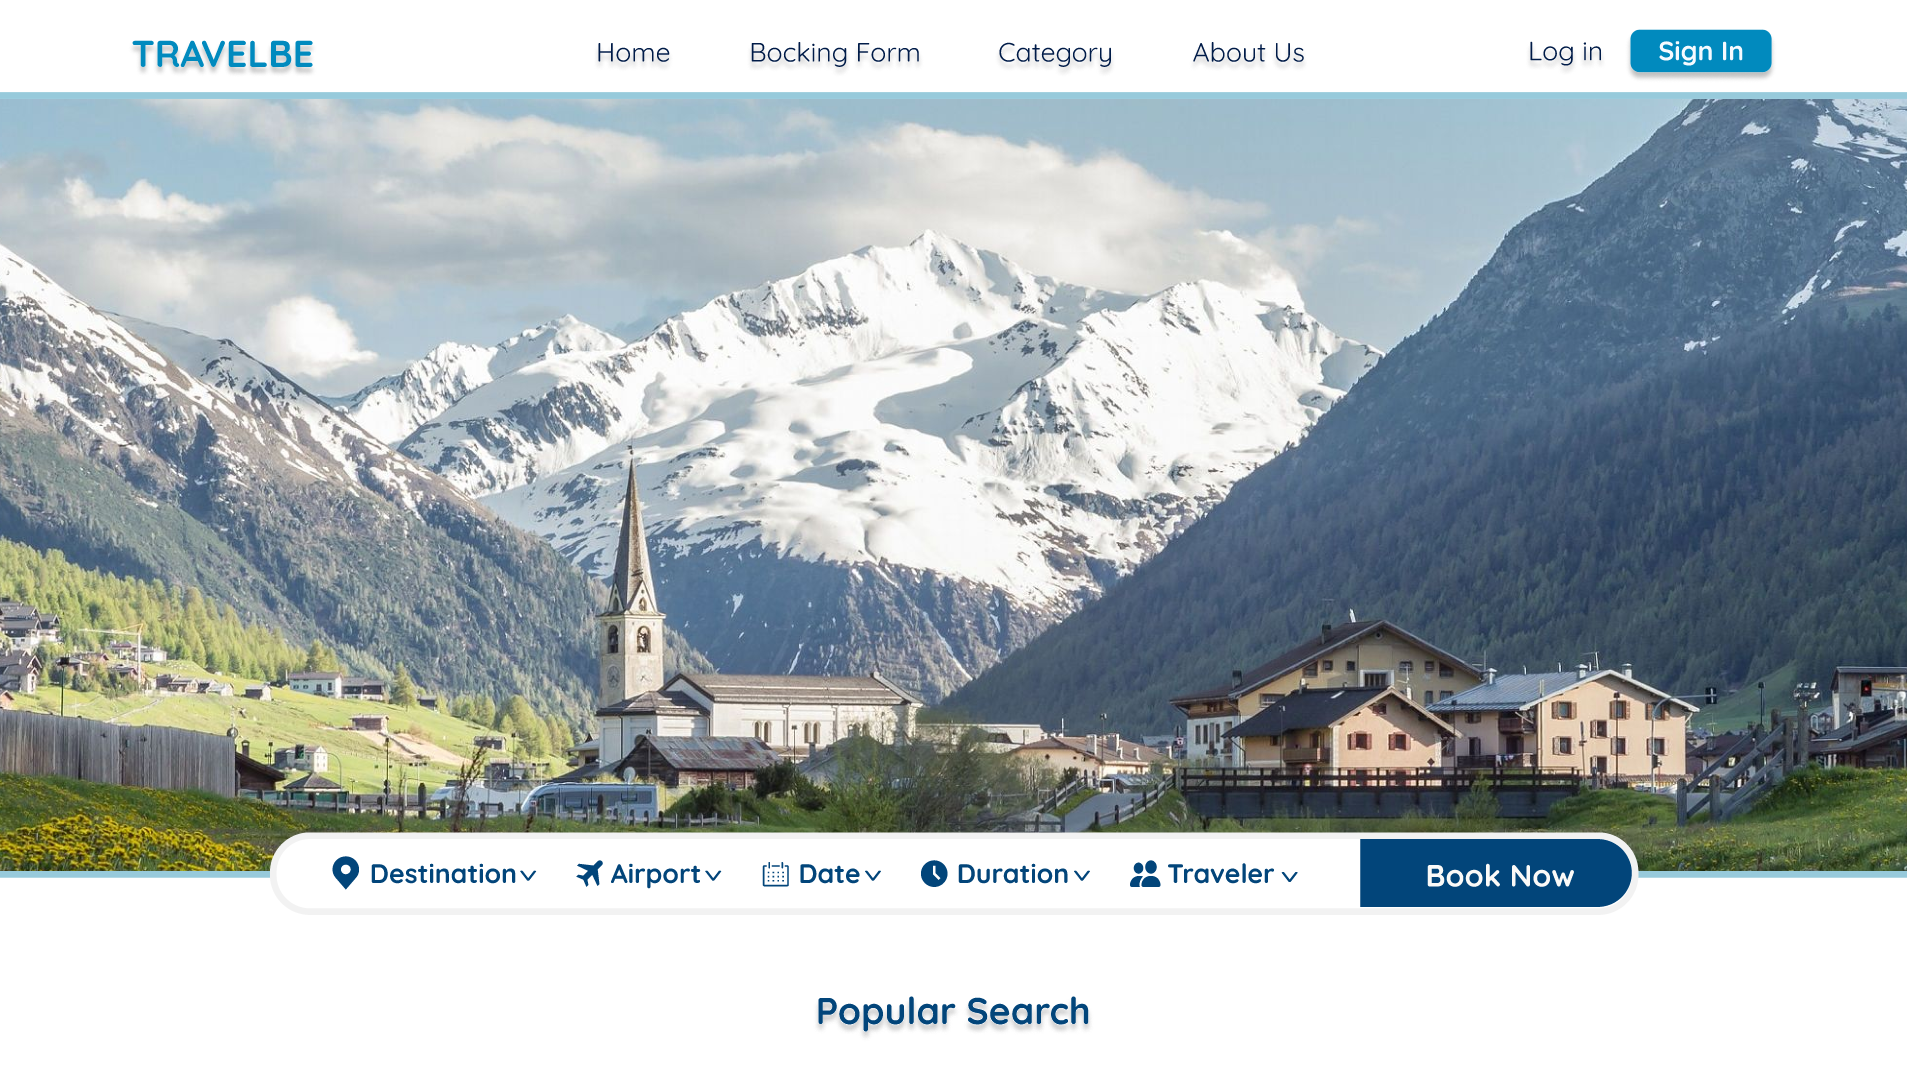 TRAVELBE Home Bocking Form Category About Us Log in Sign In
Destination Airport Date Duration Traveler Book Now
Popular Search